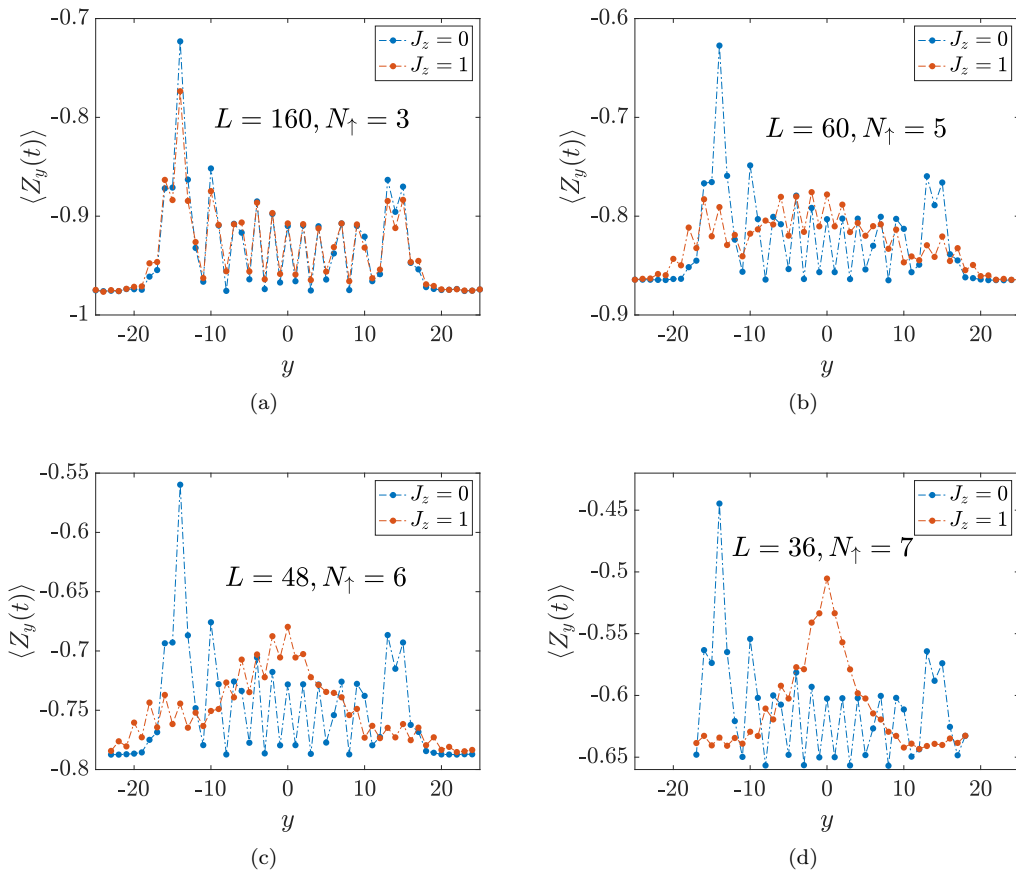 -0.7
-0.8
-0.9
-1
⟨Z_y(t)⟩
J_z = 0
J_z = 1
L = 160, N_↑ = 3
-20 -10 0 10 20
y
(a)
-0.6
-0.7
-0.8
-0.9
⟨Z_y(t)⟩
J_z = 0
J_z = 1
L = 60, N_↑ = 5
-20 -10 0 10 20
y
(b)
-0.55
-0.6
-0.65
-0.7
-0.75
-0.8
⟨Z_y(t)⟩
J_z = 0
J_z = 1
L = 48, N_↑ = 6
-20 -10 0 10 20
y
(c)
-0.45
-0.5
-0.55
-0.6
-0.65
⟨Z_y(t)⟩
J_z = 0
J_z = 1
L = 36, N_↑ = 7
-20 -10 0 10 20
y
(d)